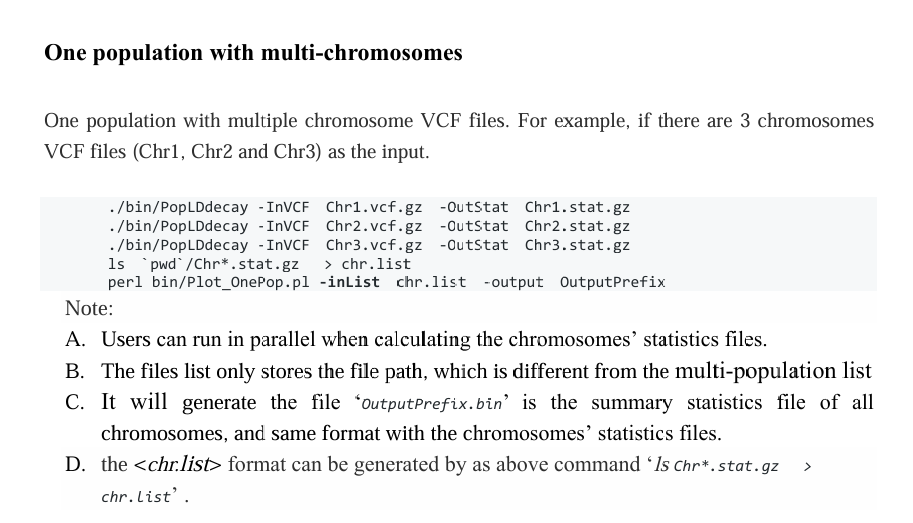 One population with multi-chromosomes
One population with multiple chromosome VCF files. For example, if there are 3 chromosomes
VCF files (Chr1, Chr2 and Chr3) as the input.
./bin/PopLDdecay -InVCF  Chr1.vcf.gz  -OutStat  Chr1.stat.gz
./bin/PopLDdecay -InVCF  Chr2.vcf.gz  -OutStat  Chr2.stat.gz
./bin/PopLDdecay -InVCF  Chr3.vcf.gz  -OutStat  Chr3.stat.gz
ls  `pwd`/Chr*.stat.gz   > chr.list
perl bin/Plot_OnePop.pl -inList  chr.list  -output  OutputPrefix
Note:
A. Users can run in parallel when calculating the chromosomes’ statistics files.
B. The files list only stores the file path, which is different from the multi-population list
C. It will generate the file ‘OutputPrefix.bin’ is the summary statistics file of all
chromosomes, and same format with the chromosomes’ statistics files.
D. the <chr.list> format can be generated by as above command ‘ls Chr*.stat.gz   >
chr.list’ .